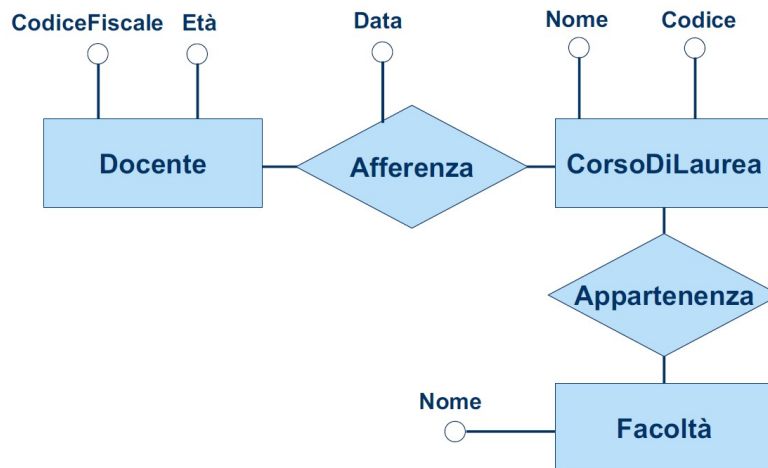 CodiceFiscale Età Data Nome Codice
Docente Afferenza CorsoDiLaurea
Appartenenza
Nome
Facoltà